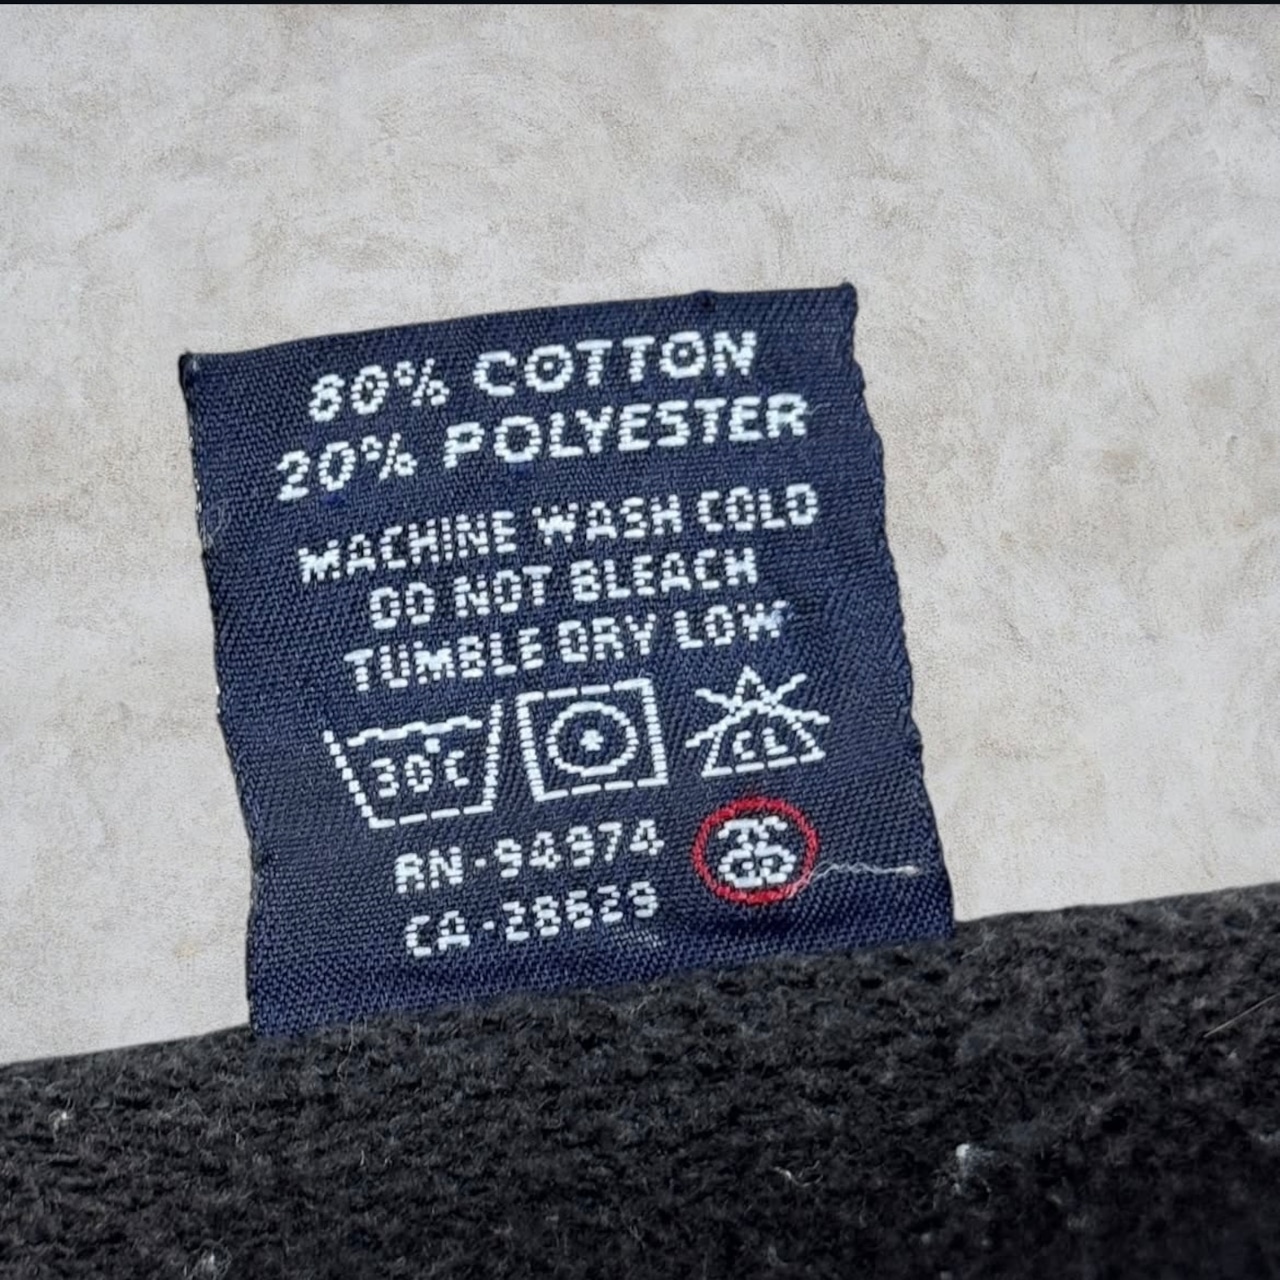 80% COTTON
20% POLYESTER
MACHINE WASH COLD
DO NOT BLEACH
TUMBLE DRY LOW
30°C
CL
RN-94974
CA-28629